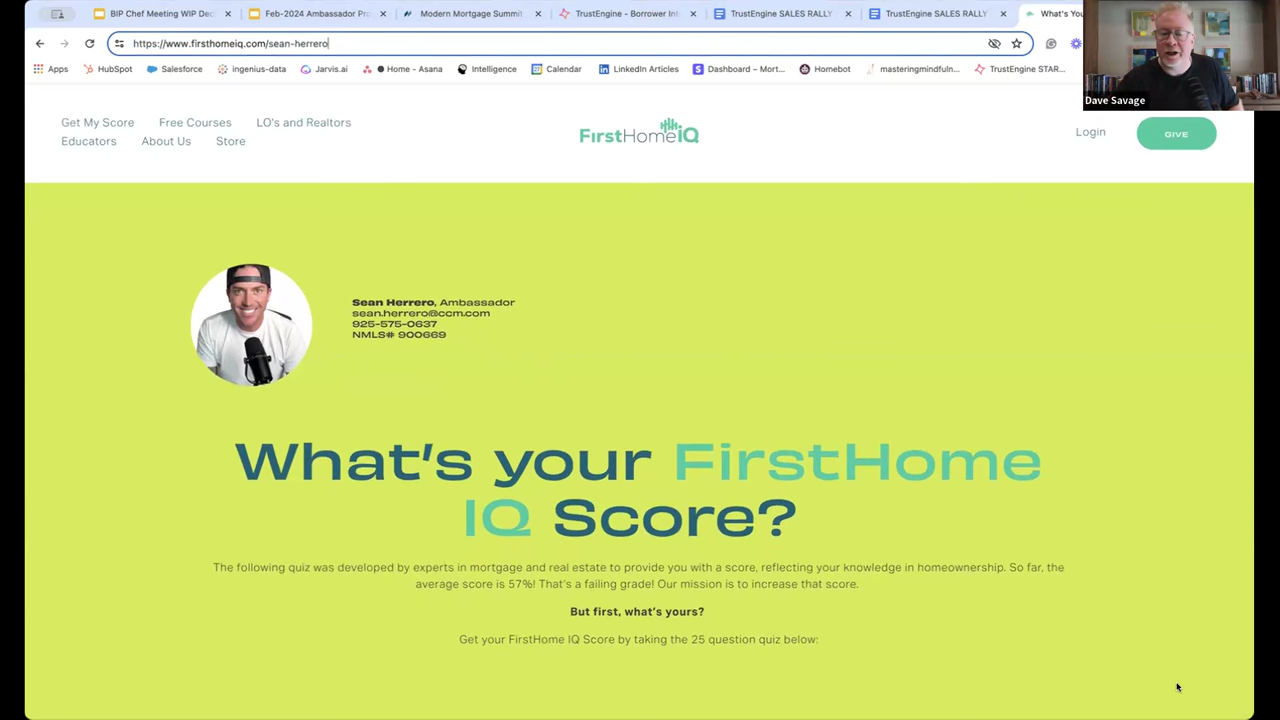 BIP Chef Meeting WIP Dec
Feb-2024 Ambassador Pro
Modern Mortgage Summit
TrustEngine - Borrower Int
TrustEngine SALES RALLY
TrustEngine SALES RALLY
What's You
https://www.firsthomeiq.com/sean-herrero
Apps
HubSpot
Salesforce
ingenius-data
Jarvis.ai
Home - Asana
Intelligence
Calendar
LinkedIn Articles
Dashboard – Mort...
Homebot
masteringmindfuln...
TrustEngine STAR...
Dave Savage
Get My Score
Free Courses
LO's and Realtors
Educators
About Us
Store
FirstHomeIQ
Login
GIVE
Sean Herrero, Ambassador
sean.herrero@ccm.com
925-575-0637
NMLS# 900669
What's your FirstHome
IQ Score?
The following quiz was developed by experts in mortgage and real estate to provide you with a score, reflecting your knowledge in homeownership. So far, the
average score is 57%! That's a failing grade! Our mission is to increase that score.
But first, what's yours?
Get your FirstHome IQ Score by taking the 25 question quiz below: